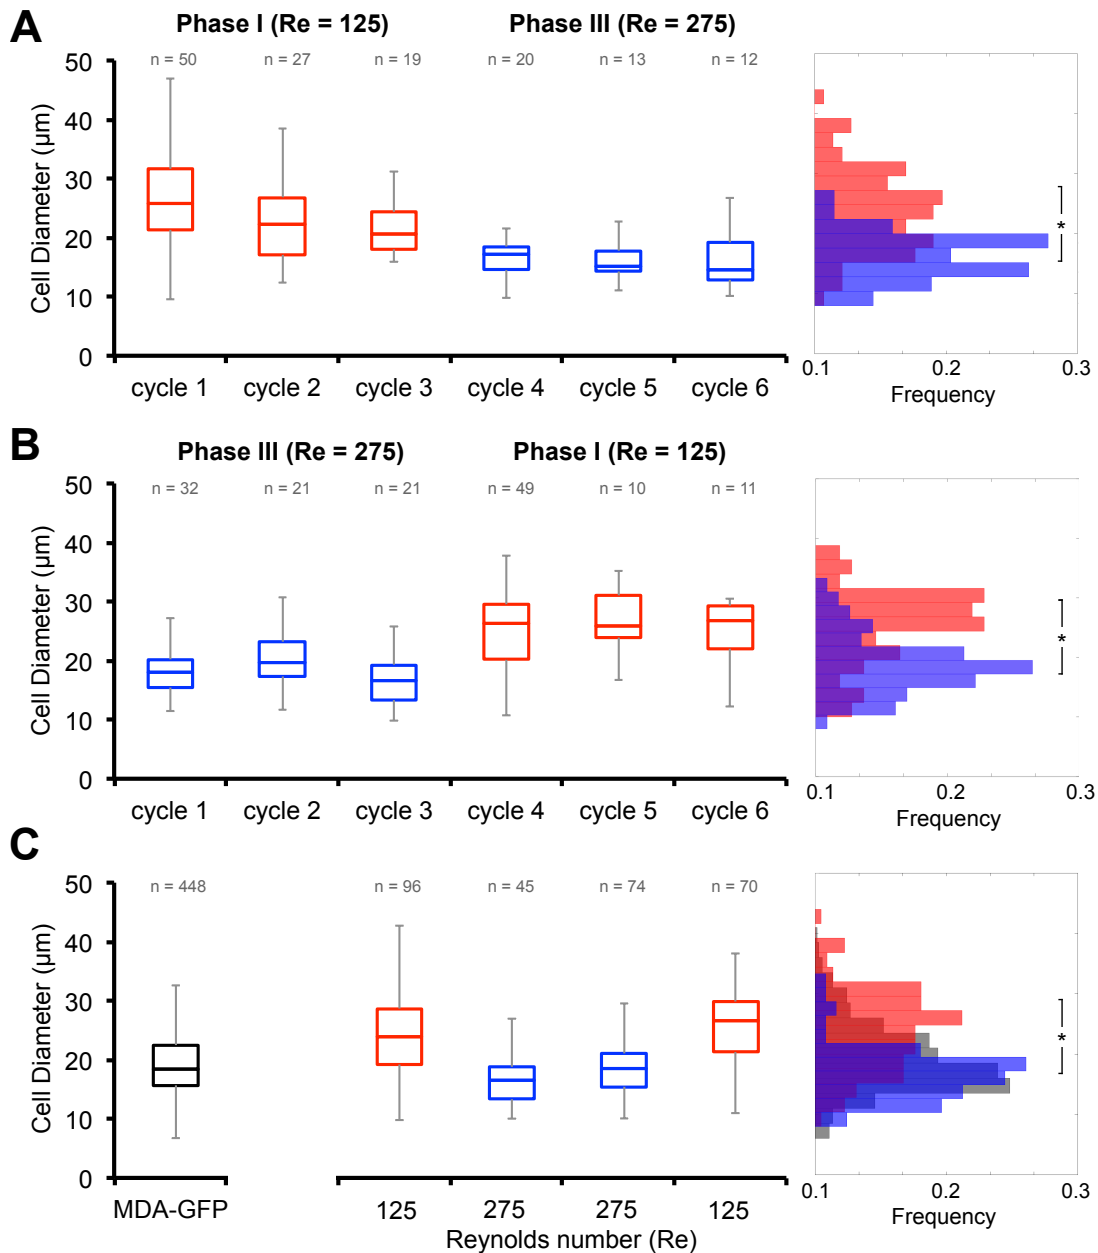 A
Phase I (Re = 125) Phase III (Re = 275)
n = 50 n = 27 n = 19 n = 20 n = 13 n = 12
Cell Diameter (µm)
50
40
30
20
10
0
cycle 1 cycle 2 cycle 3 cycle 4 cycle 5 cycle 6
*
0.1 0.2 0.3
Frequency
B
Phase III (Re = 275) Phase I (Re = 125)
n = 32 n = 21 n = 21 n = 49 n = 10 n = 11
Cell Diameter (µm)
50
40
30
20
10
0
cycle 1 cycle 2 cycle 3 cycle 4 cycle 5 cycle 6
*
0.1 0.2 0.3
Frequency
C
n = 448 n = 96 n = 45 n = 74 n = 70
Cell Diameter (µm)
50
40
30
20
10
0
MDA-GFP 125 275 275 125
Reynolds number (Re)
*
0.1 0.2 0.3
Frequency